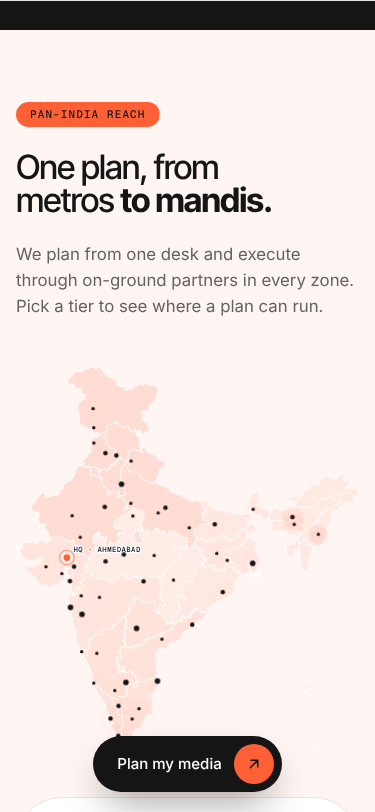 PAN-INDIA REACH
One plan, from
metros to mandis.
We plan from one desk and execute
through on-ground partners in every zone.
Pick a tier to see where a plan can run.
HQ · AHMEDABAD
Plan my media